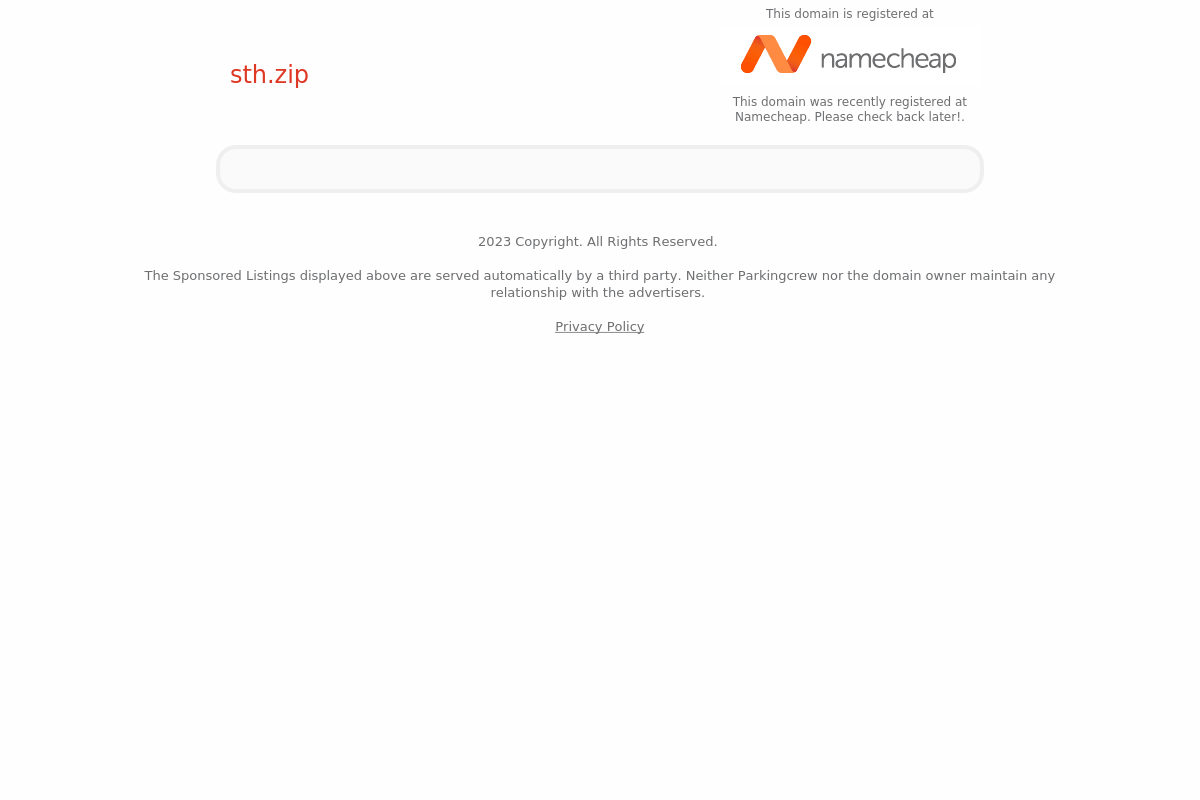 This domain is registered at
namecheap
sth.zip
This domain was recently registered at
Namecheap. Please check back later!.
2023 Copyright. All Rights Reserved.
The Sponsored Listings displayed above are served automatically by a third party. Neither Parkingcrew nor the domain owner maintain any
relationship with the advertisers.
Privacy Policy